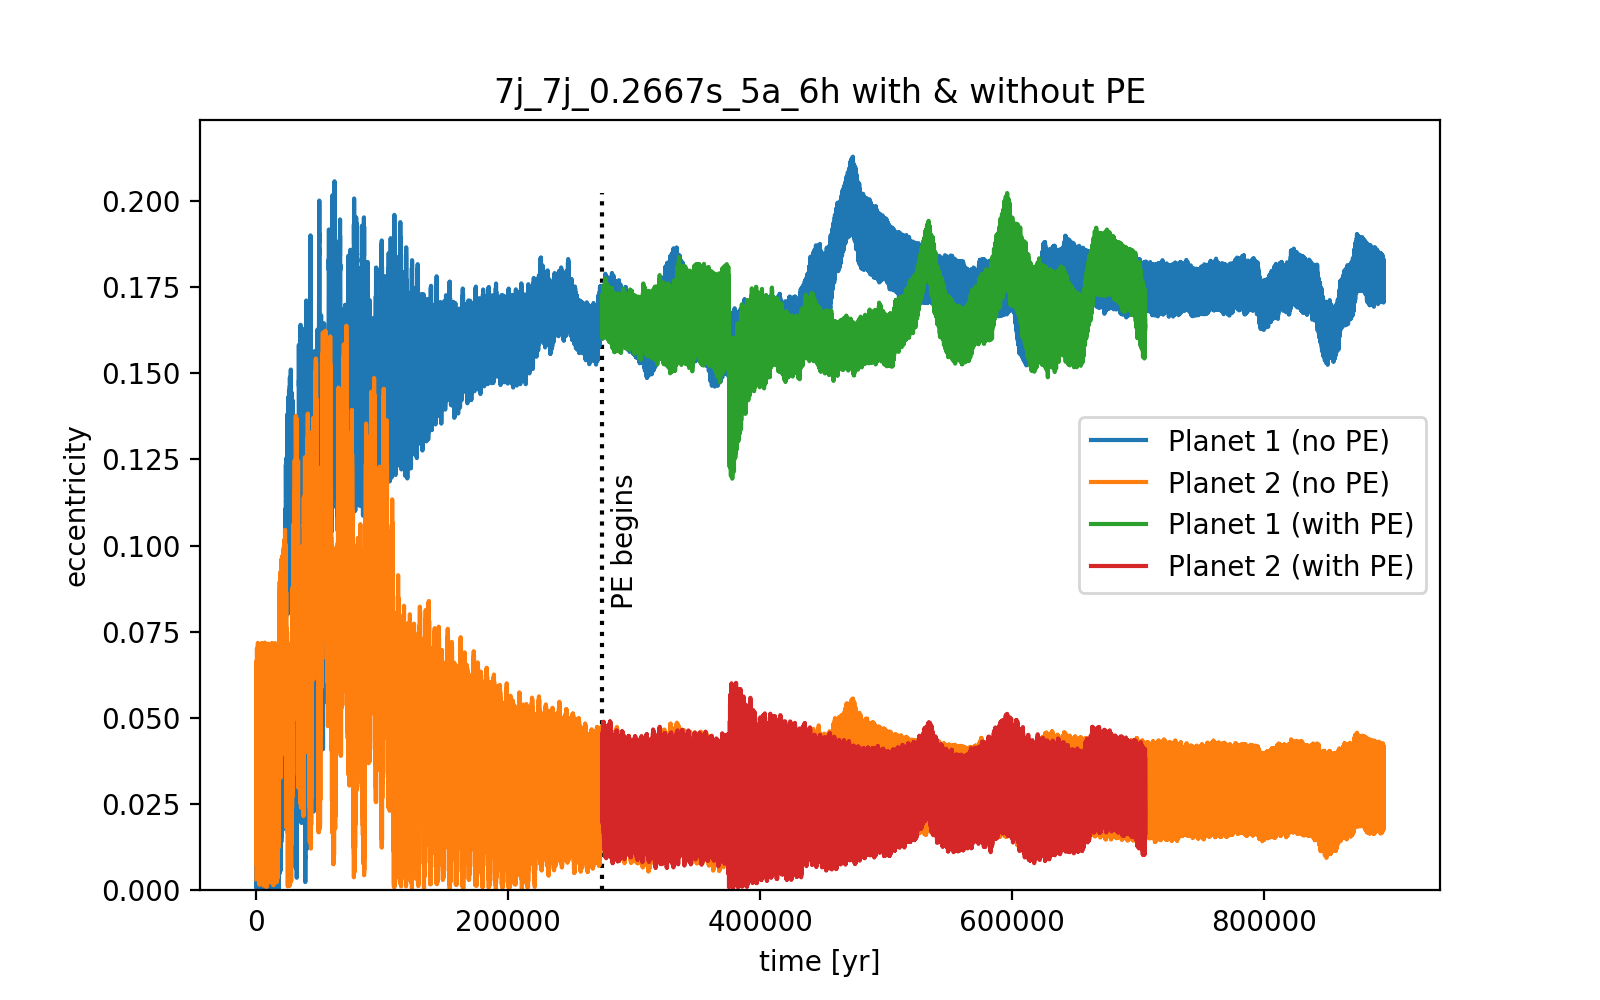 7j_7j_0.2667s_5a_6h with & without PE
eccentricity
0.200
0.175
0.150
0.125
0.100
0.075
0.050
0.025
0.000
PE begins
Planet 1 (no PE)
Planet 2 (no PE)
Planet 1 (with PE)
Planet 2 (with PE)
0
200000
400000
600000
800000
time [yr]